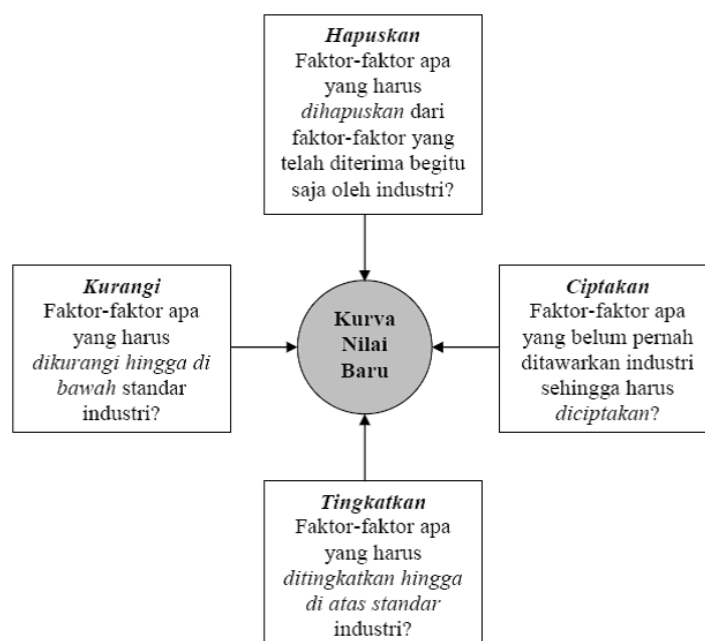 Hapuskan
Faktor-faktor apa
yang harus
dihapuskan dari
faktor-faktor yang
telah diterima begitu
saja oleh industri?
Kurangi
Faktor-faktor apa
yang harus
dikurangi hingga di
bawah standar
industri?
Kurva
Nilai
Baru
Ciptakan
Faktor-faktor apa
yang belum pernah
ditawarkan industri
sehingga harus
diciptakan?
Tingkatkan
Faktor-faktor apa
yang harus
ditingkatkan hingga
di atas standar
industri?